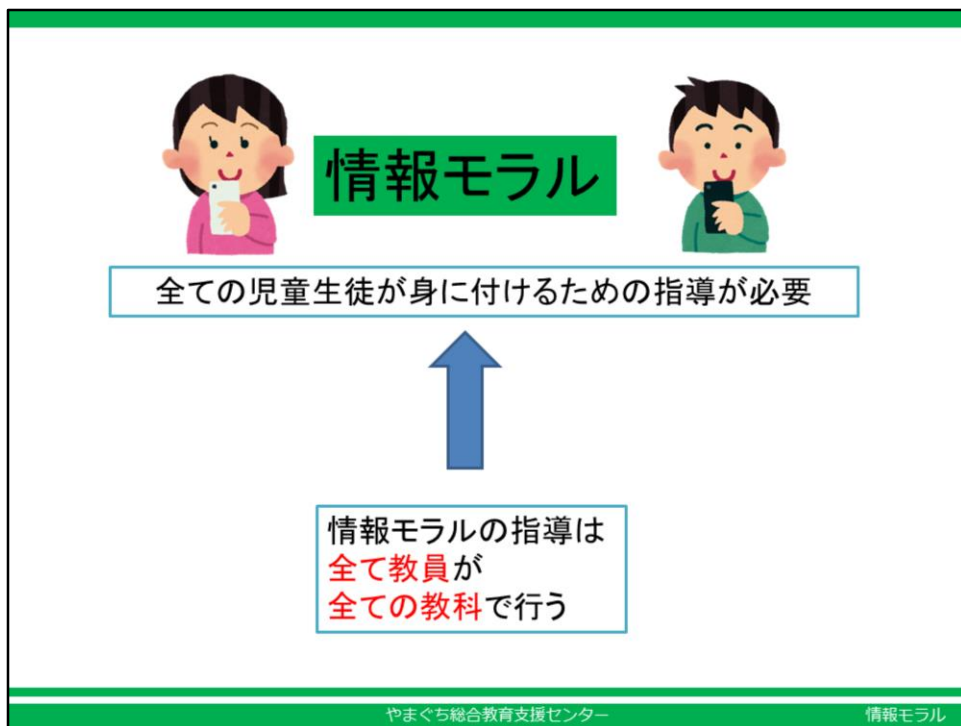 情報モラル
全ての児童生徒が身に付けるための指導が必要
情報モラルの指導は
全て教員が
全ての教科で行う
やまぐち総合教育支援センター
情報モラル